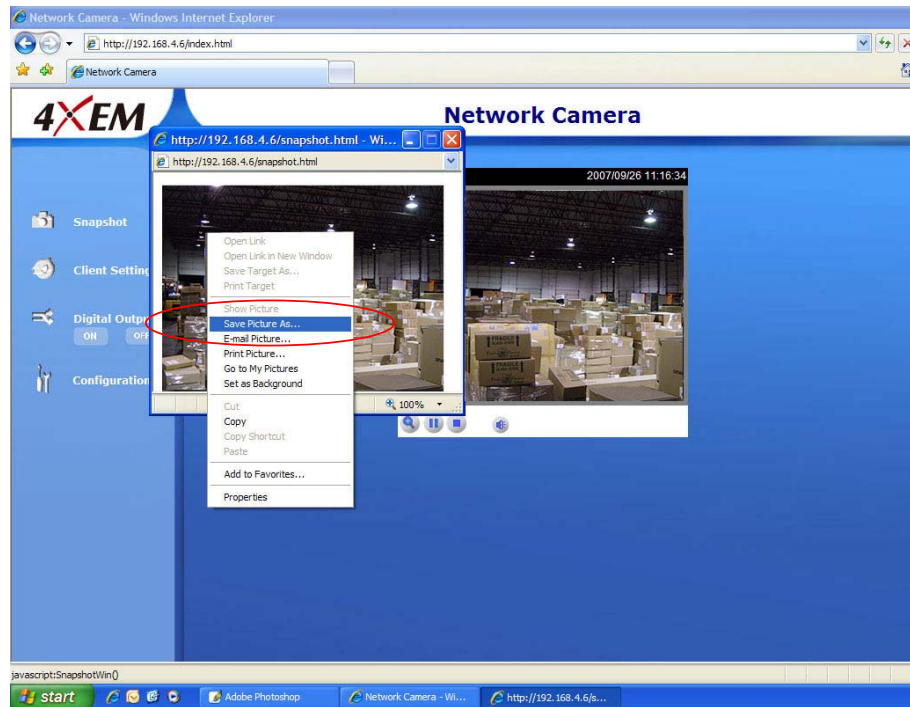 Network Camera - Windows Internet Explorer
http://192.168.4.6/index.html
Network Camera
4XEM
Network Camera
http://192.168.4.6/snapshot.html - Wi...
http://192.168.4.6/snapshot.html
2007/09/26 11:16:34
Snapshot
Client Setting
Digital Outpu
ON OFF
Configuration
Open Link
Open Link in New Window
Save Target As...
Print Target
Show Picture
Save Picture As...
E-mail Picture...
Print Picture...
Go to My Pictures
Set as Background
Cut
Copy
Copy Shortcut
Paste
Add to Favorites...
Properties
100%
FRAGILE
javascript:SnapshotWin()
start
Adobe Photoshop
Network Camera - Wi...
http://192.168.4.6/s...